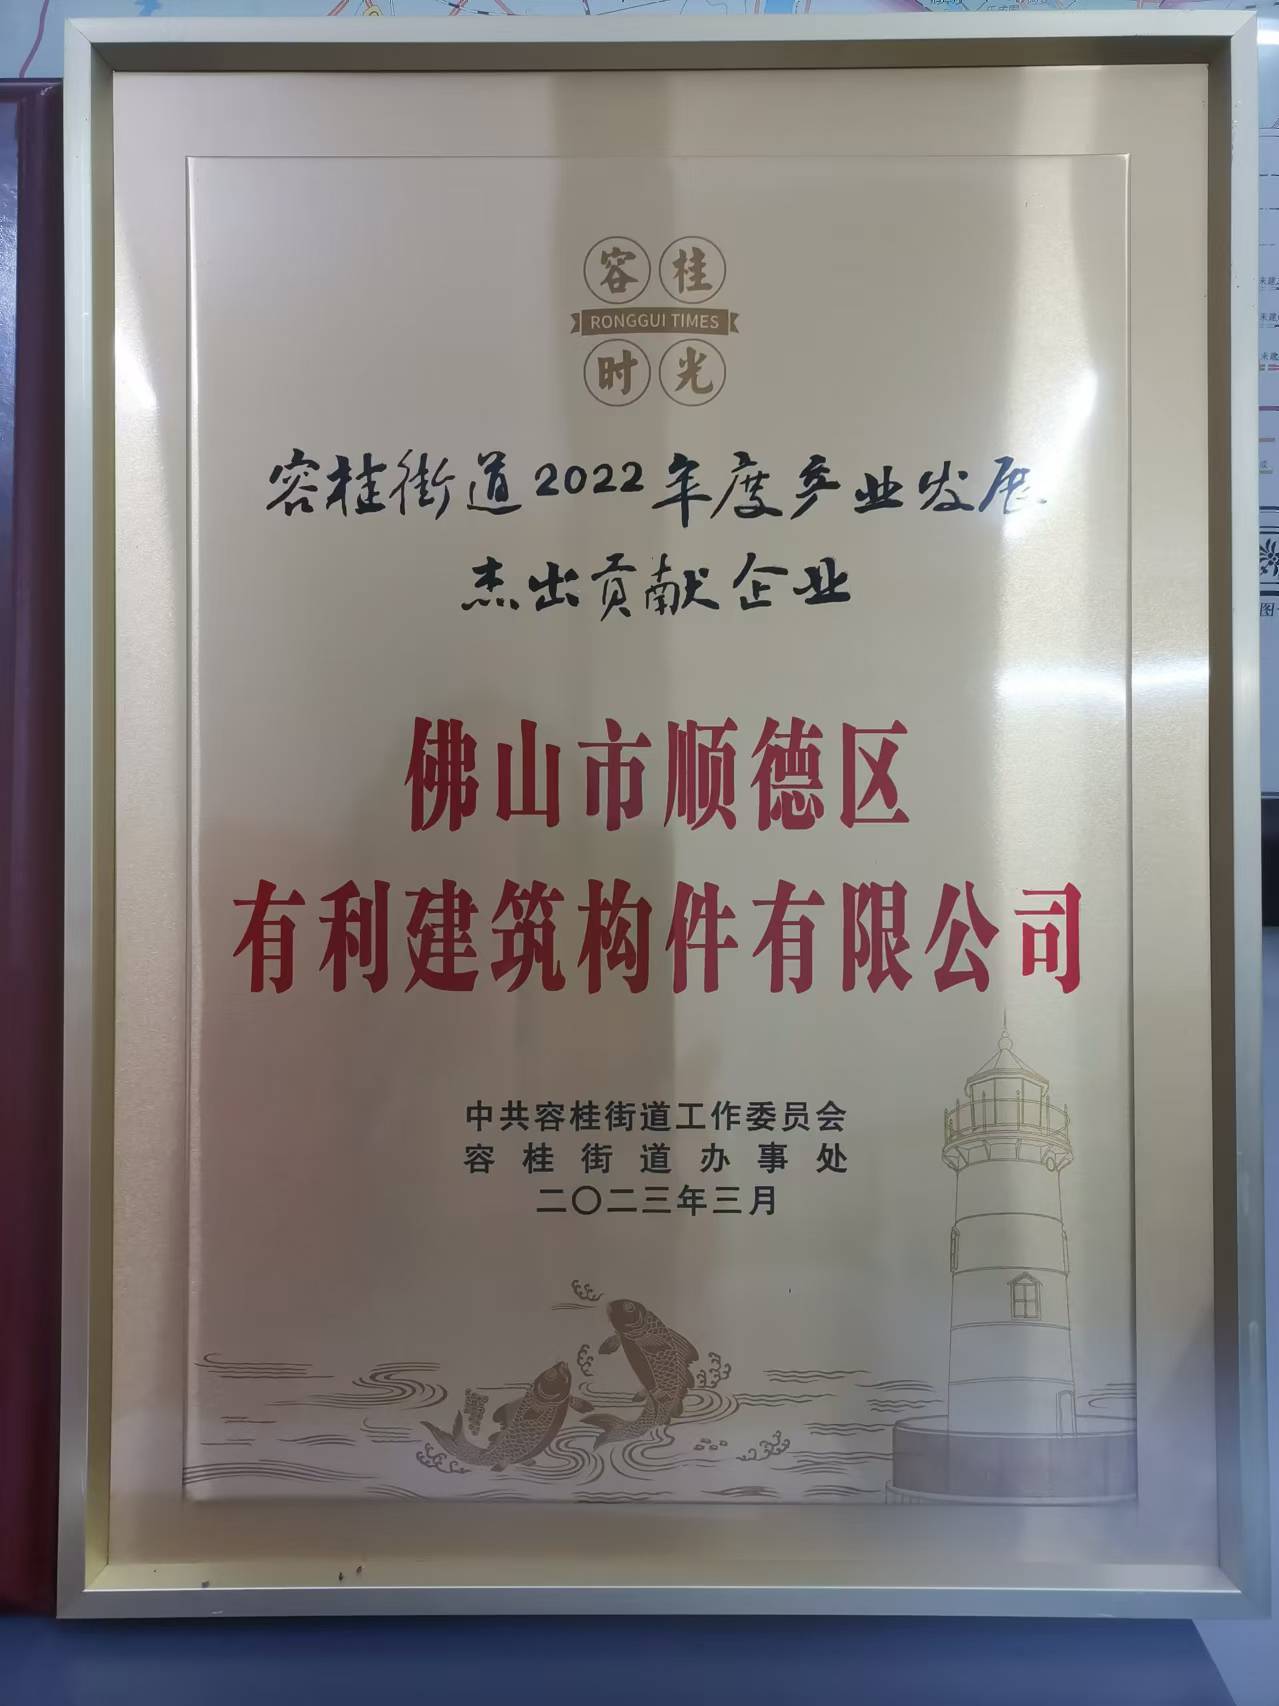 容桂
RONGGUI TIMES
时光
容桂街道2022年度产业发展
杰出贡献企业
佛山市顺德区
有利建筑构件有限公司
中共容桂街道工作委员会
容桂街道办事处
二〇二三年三月